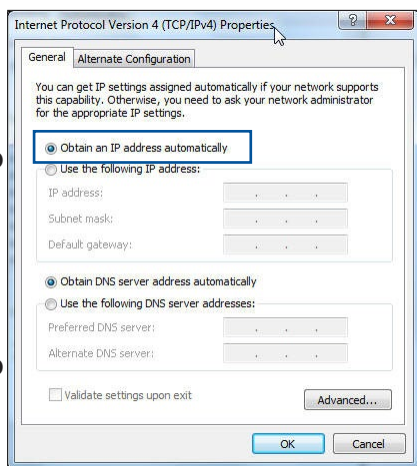 Internet Protocol Version 4 (TCP/IPv4) Properties
General
Alternate Configuration
You can get IP settings assigned automatically if your network supports
this capability. Otherwise, you need to ask your network administrator
for the appropriate IP settings.
Obtain an IP address automatically
Use the following IP address:
IP address:
Subnet mask:
Default gateway:
Obtain DNS server address automatically
Use the following DNS server addresses:
Preferred DNS server:
Alternate DNS server:
Validate settings upon exit
Advanced...
OK
Cancel